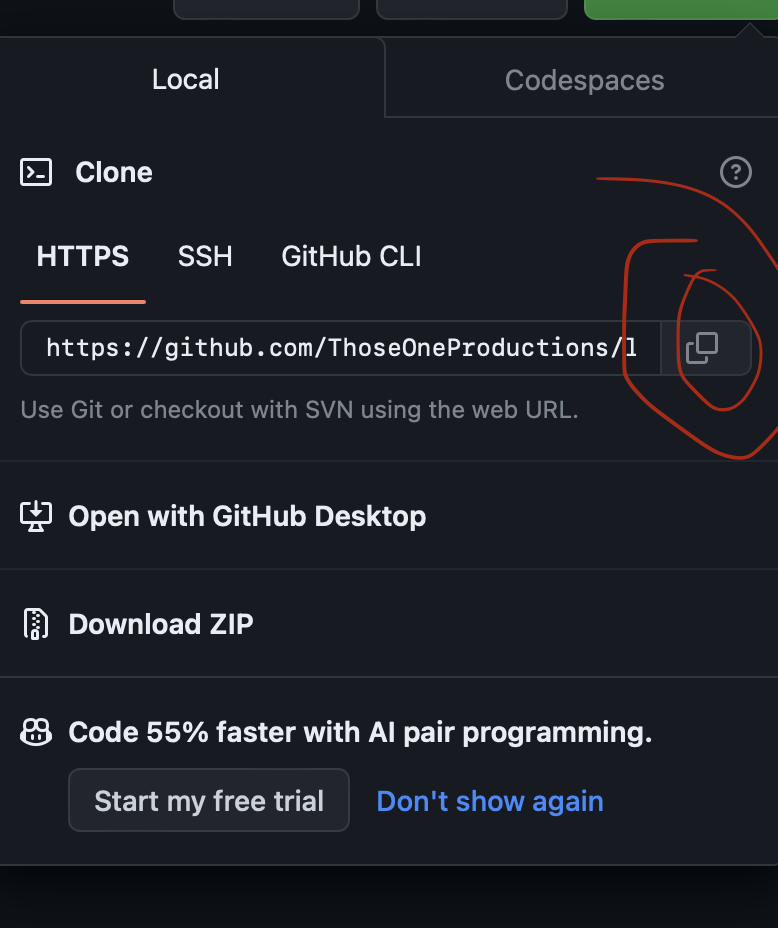 Local
Codespaces
Clone
HTTPS
SSH
GitHub CLI
https://github.com/ThoseOneProductions/l
Use Git or checkout with SVN using the web URL.
Open with GitHub Desktop
Download ZIP
Code 55% faster with AI pair programming.
Start my free trial
Don't show again